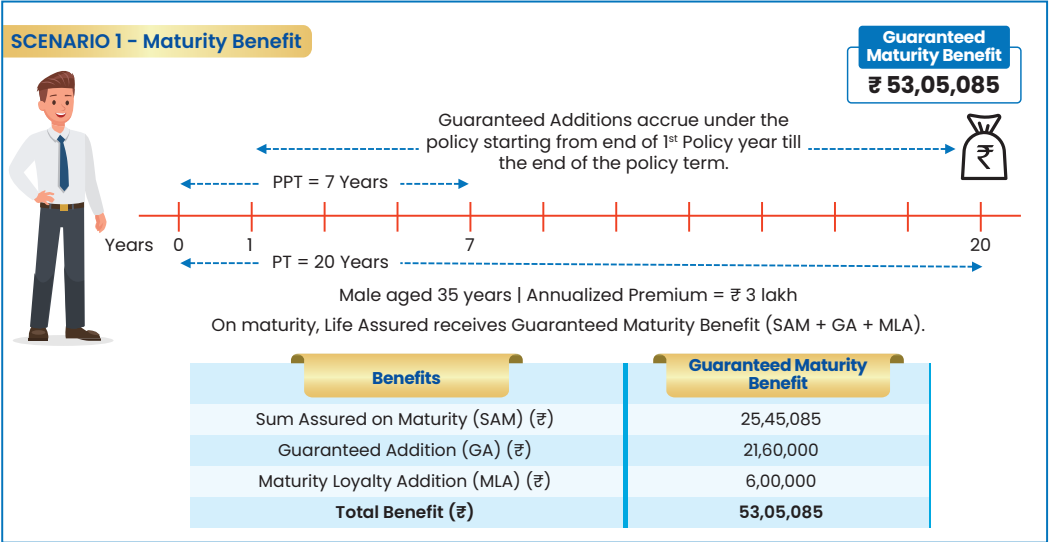 SCENARIO 1 - Maturity Benefit
Guaranteed
Maturity Benefit
₹ 53,05,085
Guaranteed Additions accrue under the
policy starting from end of 1st Policy year till
the end of the policy term.
₹
PPT = 7 Years
Years 0 1 7 20
PT = 20 Years
Male aged 35 years | Annualized Premium = ₹ 3 lakh
On maturity, Life Assured receives Guaranteed Maturity Benefit (SAM + GA + MLA).
Benefits
Guaranteed Maturity
Benefit
Sum Assured on Maturity (SAM) (₹) 25,45,085
Guaranteed Addition (GA) (₹) 21,60,000
Maturity Loyalty Addition (MLA) (₹) 6,00,000
Total Benefit (₹) 53,05,085